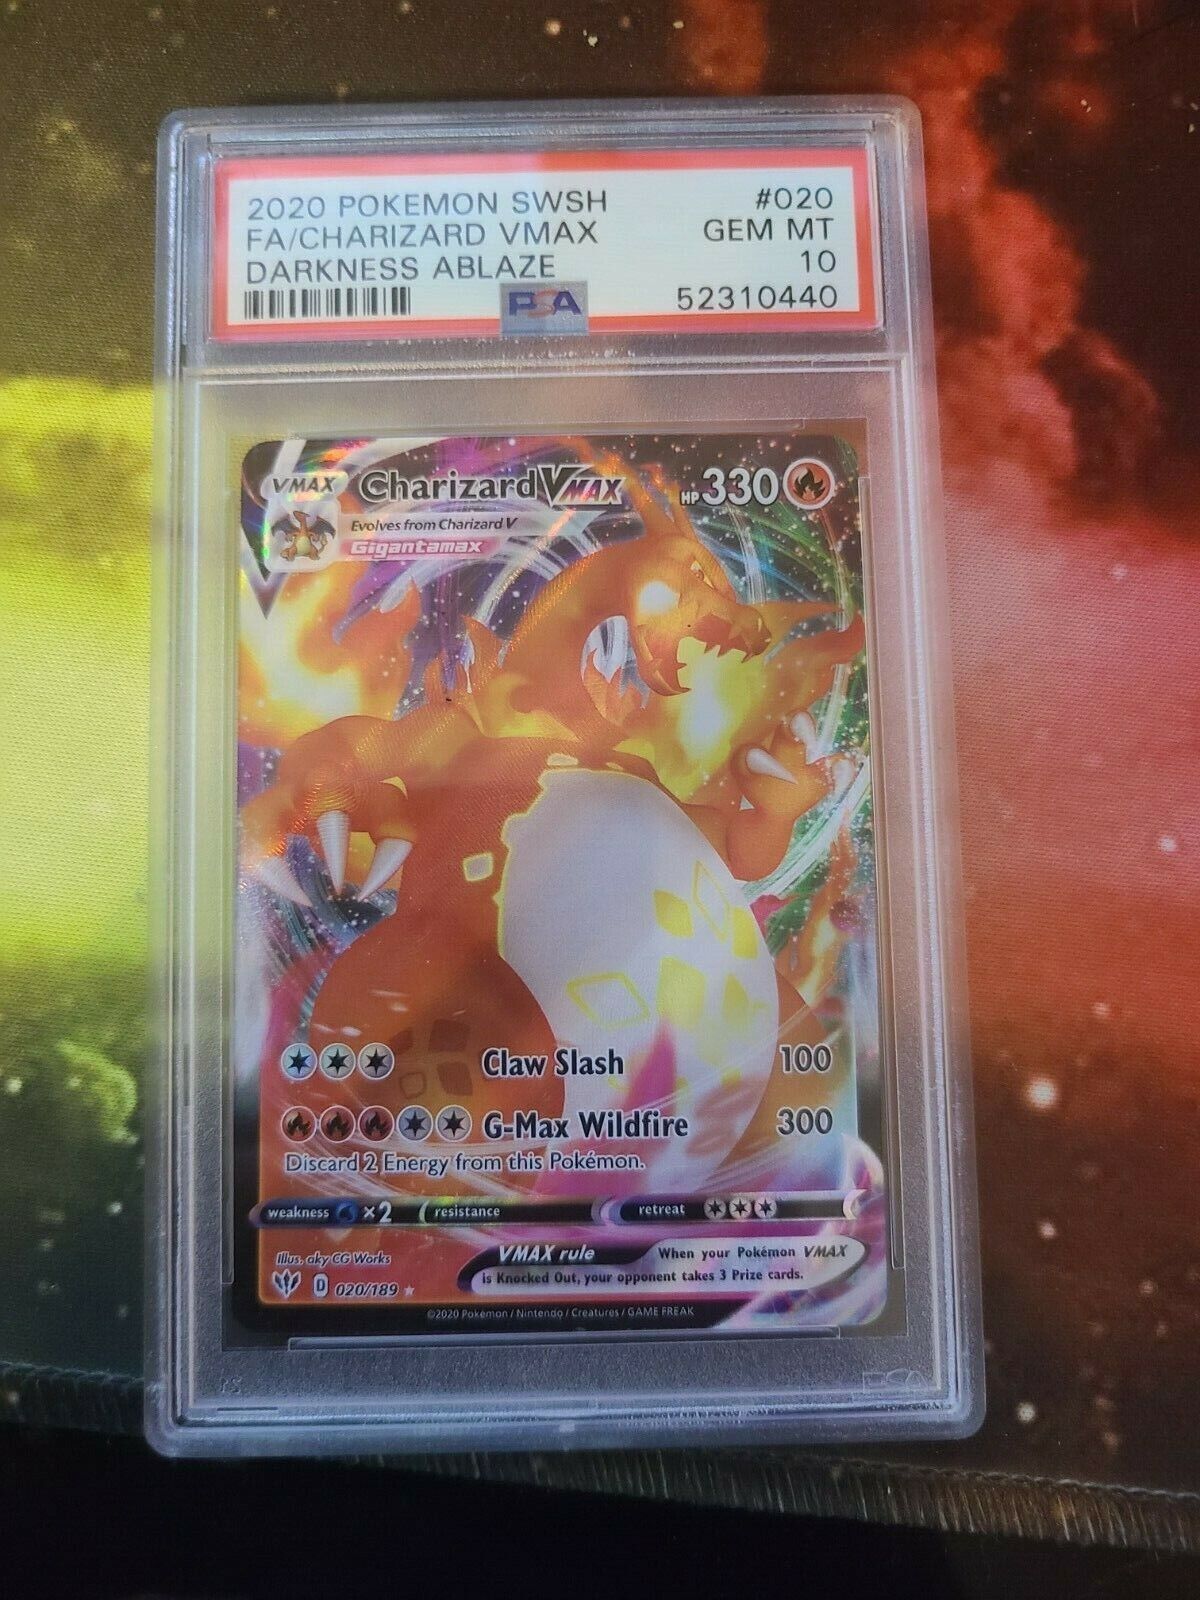 2020 POKEMON SWSH #020
FA/CHARIZARD VMAX GEM MT
DARKNESS ABLAZE 10
PSA 52310440
VMAX Charizard VMAX HP 330
Evolves from Charizard V
Gigantamax
Claw Slash 100
G-Max Wildfire 300
Discard 2 Energy from this Pokémon.
weakness ×2 resistance retreat
Illus. aky CG Works
VMAX rule When your Pokémon VMAX
is Knocked Out, your opponent takes 3 Prize cards.
D 020/189
©2020 Pokémon / Nintendo / Creatures / GAME FREAK
PSA